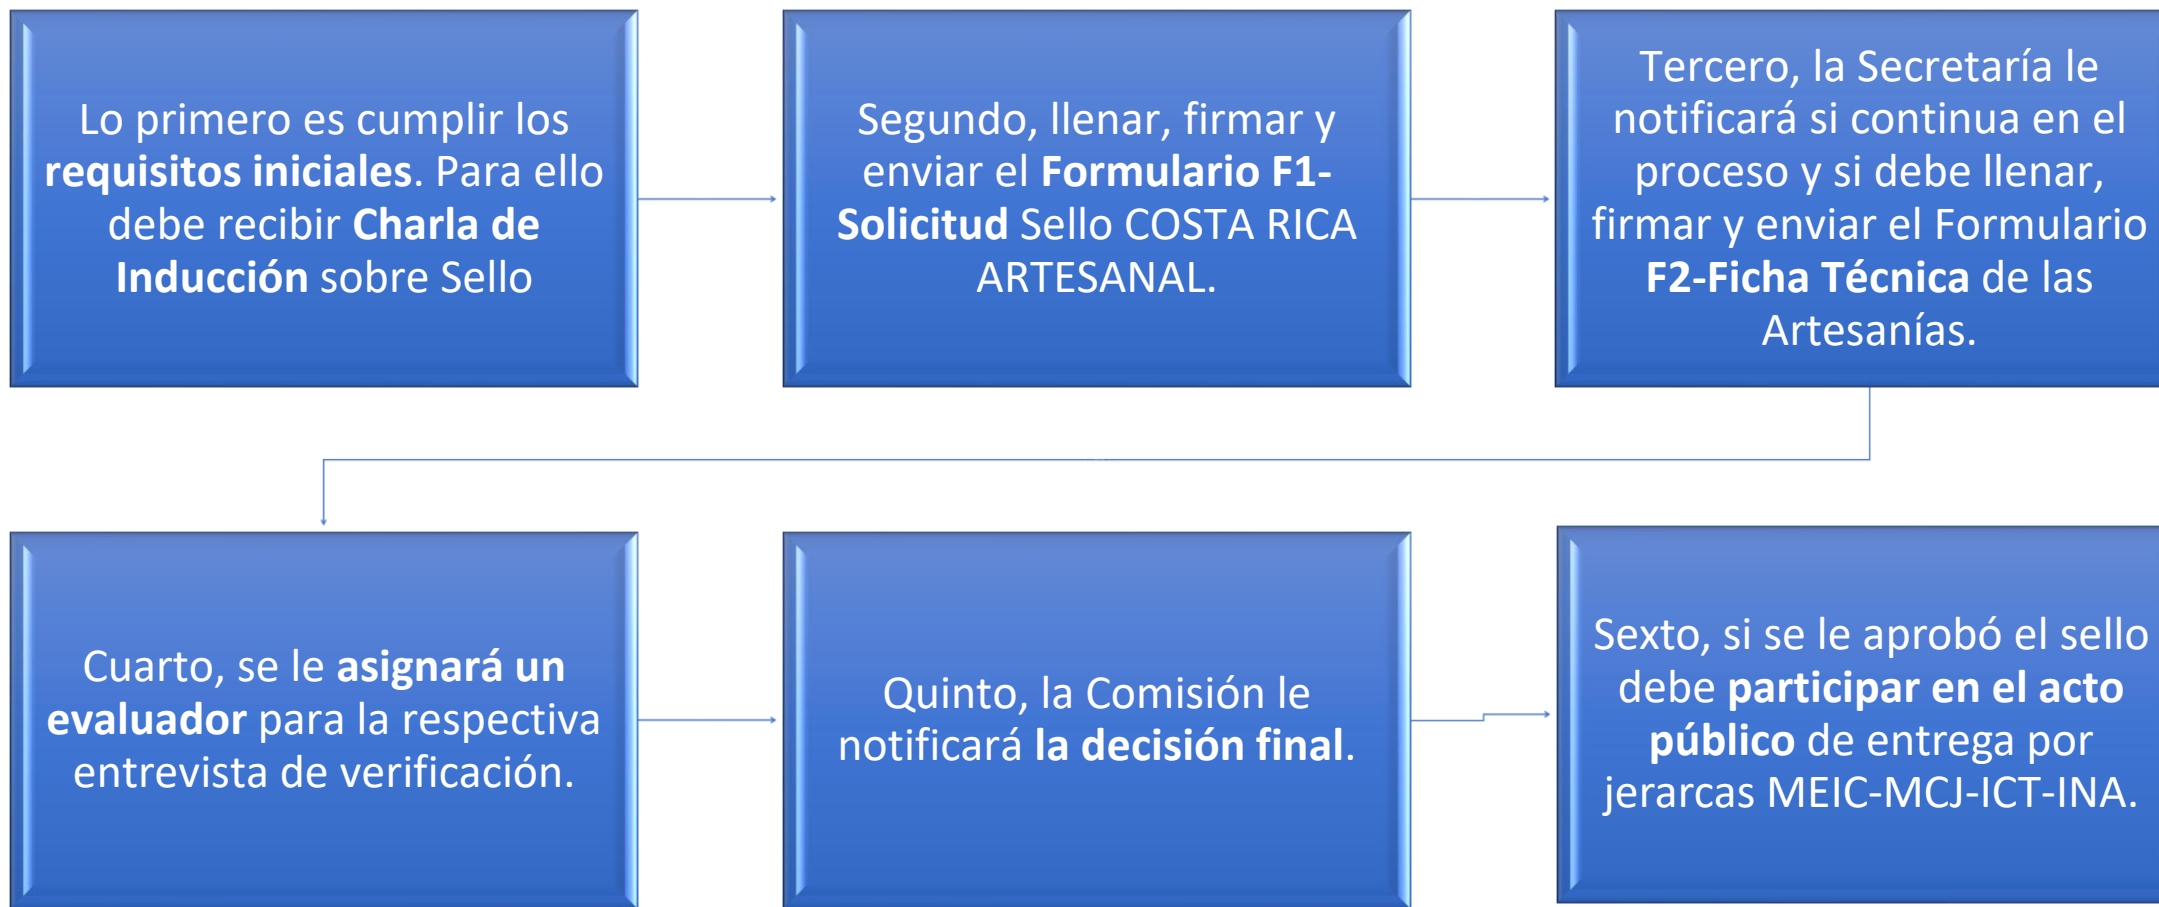 Lo primero es cumplir los
requisitos iniciales. Para ello
debe recibir Charla de
Inducción sobre Sello
Segundo, llenar, firmar y
enviar el Formulario F1-
Solicitud Sello COSTA RICA
ARTESANAL.
Tercero, la Secretaría le
notificará si continua en el
proceso y si debe llenar,
firmar y enviar el Formulario
F2-Ficha Técnica de las
Artesanías.
Cuarto, se le asignará un
evaluador para la respectiva
entrevista de verificación.
Quinto, la Comisión le
notificará la decisión final.
Sexto, si se le aprobó el sello
debe participar en el acto
público de entrega por
jerarcas MEIC-MCJ-ICT-INA.